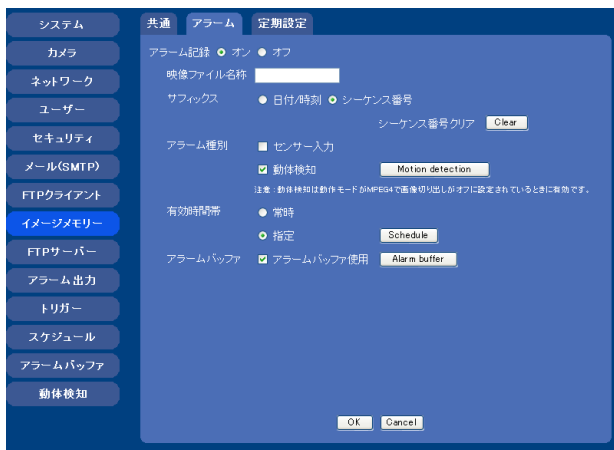 システム
カメラ
ネットワーク
ユーザー
セキュリティ
メール(SMTP)
FTPクライアント
イメージメモリー
FTPサーバー
アラーム出力
トリガー
スケジュール
アラームバッファ
動体検知
共通 アラーム 定期設定
アラーム記録 オン オフ
映像ファイル名称
サフィックス 日付/時刻 シーケンス番号
シーケンス番号クリア Clear
アラーム種別 センサー入力
動体検知 Motion detection
注意:動体検知は動作モードがMPEG4で画像切り出しがオフに設定されているときに有効です。
有効時間帯 常時
指定 Schedule
アラームバッファ アラームバッファ使用 Alarm buffer
OK Cancel